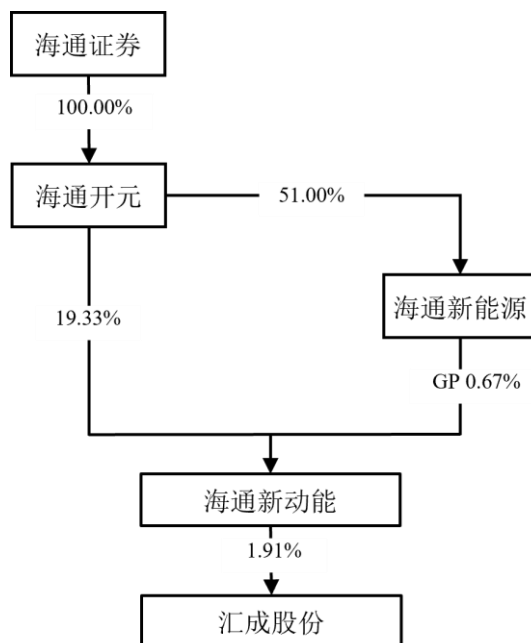 海通证券
100.00%
海通开元
51.00%
海通新能源
19.33%
GP 0.67%
海通新动能
1.91%
汇成股份